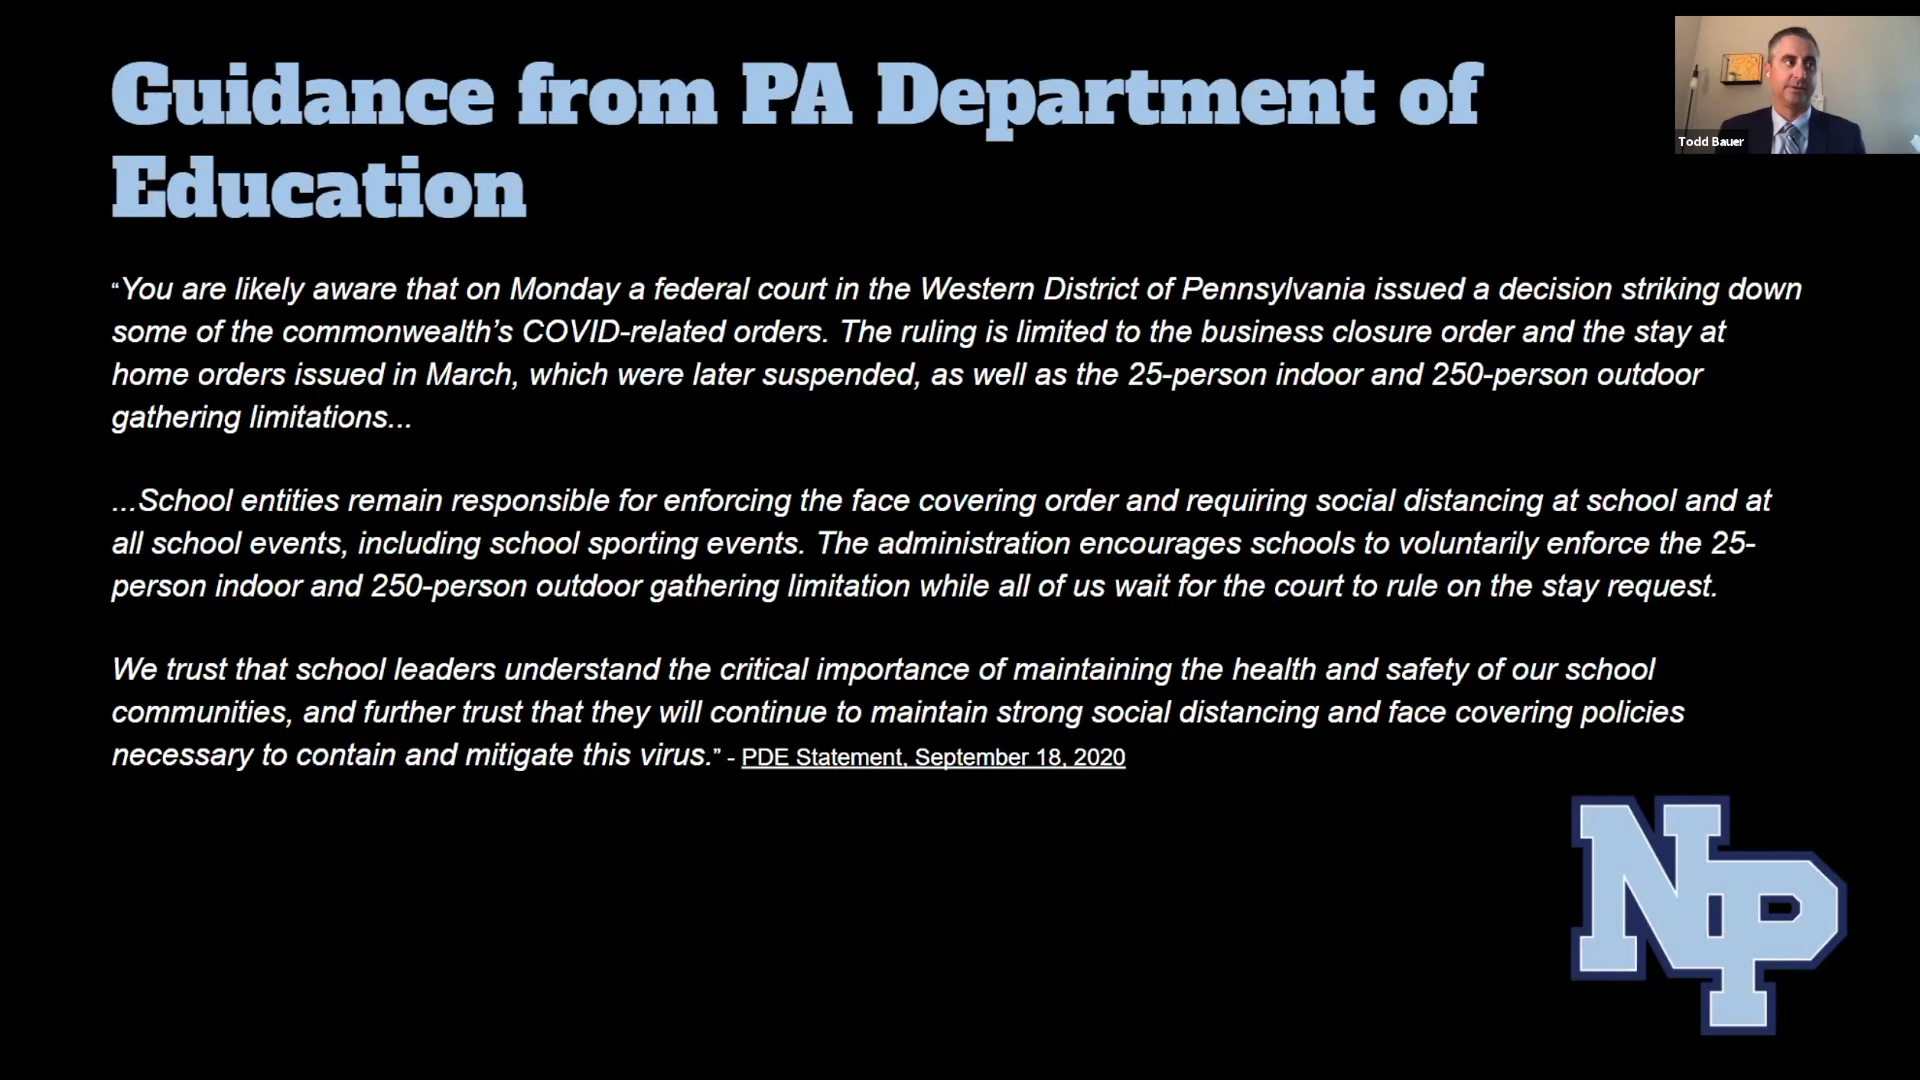 Guidance from PA Department of
Education
Todd Bauer
“You are likely aware that on Monday a federal court in the Western District of Pennsylvania issued a decision striking down
some of the commonwealth’s COVID-related orders. The ruling is limited to the business closure order and the stay at
home orders issued in March, which were later suspended, as well as the 25-person indoor and 250-person outdoor
gathering limitations...
...School entities remain responsible for enforcing the face covering order and requiring social distancing at school and at
all school events, including school sporting events. The administration encourages schools to voluntarily enforce the 25-
person indoor and 250-person outdoor gathering limitation while all of us wait for the court to rule on the stay request.
We trust that school leaders understand the critical importance of maintaining the health and safety of our school
communities, and further trust that they will continue to maintain strong social distancing and face covering policies
necessary to contain and mitigate this virus.” - PDE Statement, September 18, 2020
NP